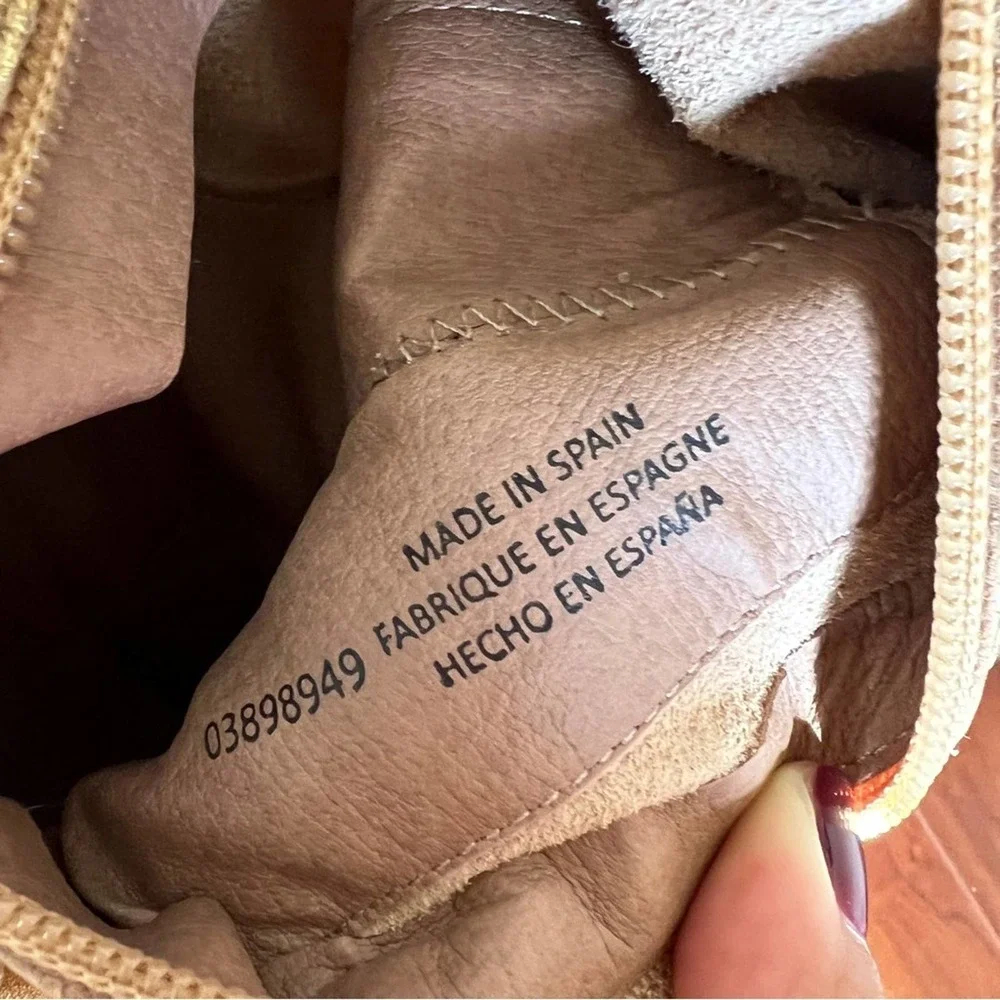 MADE IN SPAIN
03898949 FABRIQUE EN ESPAGNE
HECHO EN ESPAÑA